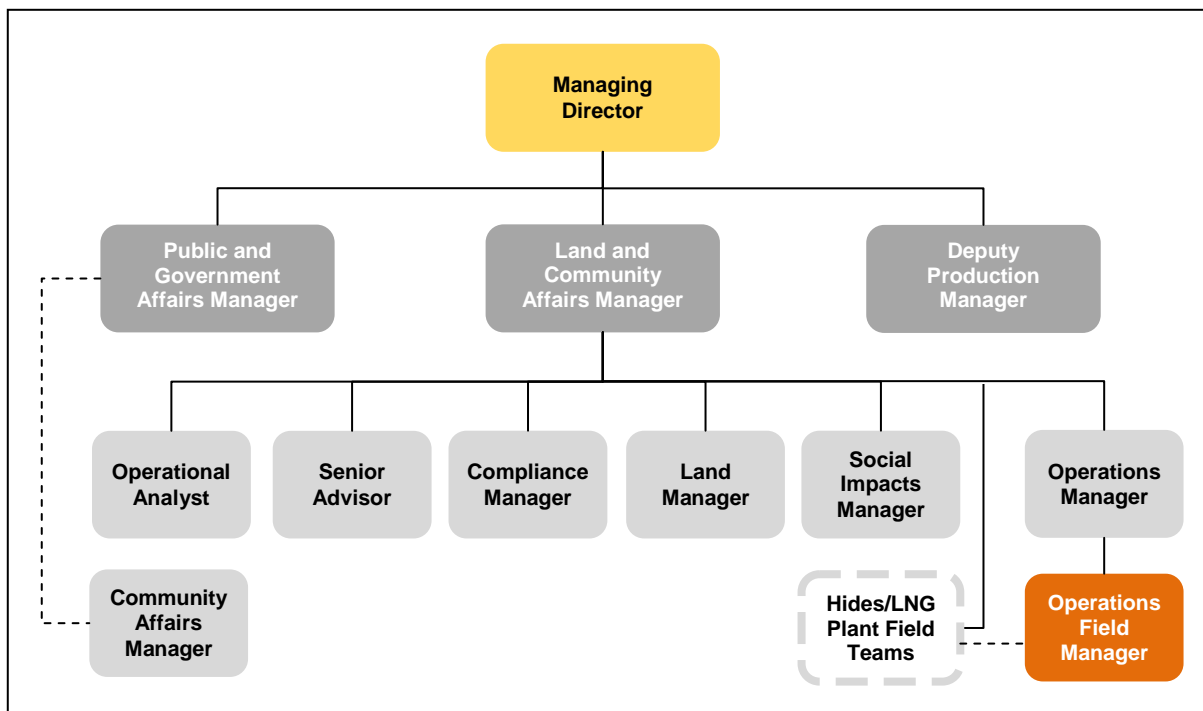 Managing
Director
Public and
Government
Affairs Manager
Land and
Community
Affairs Manager
Deputy
Production
Manager
Operational
Analyst
Senior
Advisor
Compliance
Manager
Land
Manager
Social
Impacts
Manager
Operations
Manager
Community
Affairs
Manager
Hides/LNG
Plant Field
Teams
Operations
Field
Manager